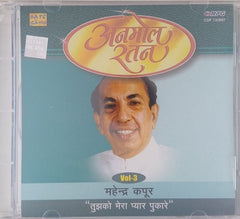 अनमोल
रतन
Vol-3
महेन्द्र कपूर
"तुझको मेरा प्यार पुकारे"